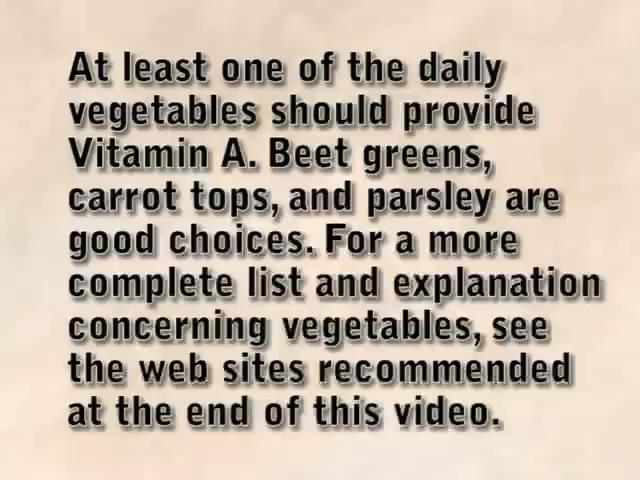 At least one of the daily
vegetables should provide
Vitamin A. Beet greens,
carrot tops, and parsley are
good choices. For a more
complete list and explanation
concerning vegetables, see
the web sites recommended
at the end of this video.